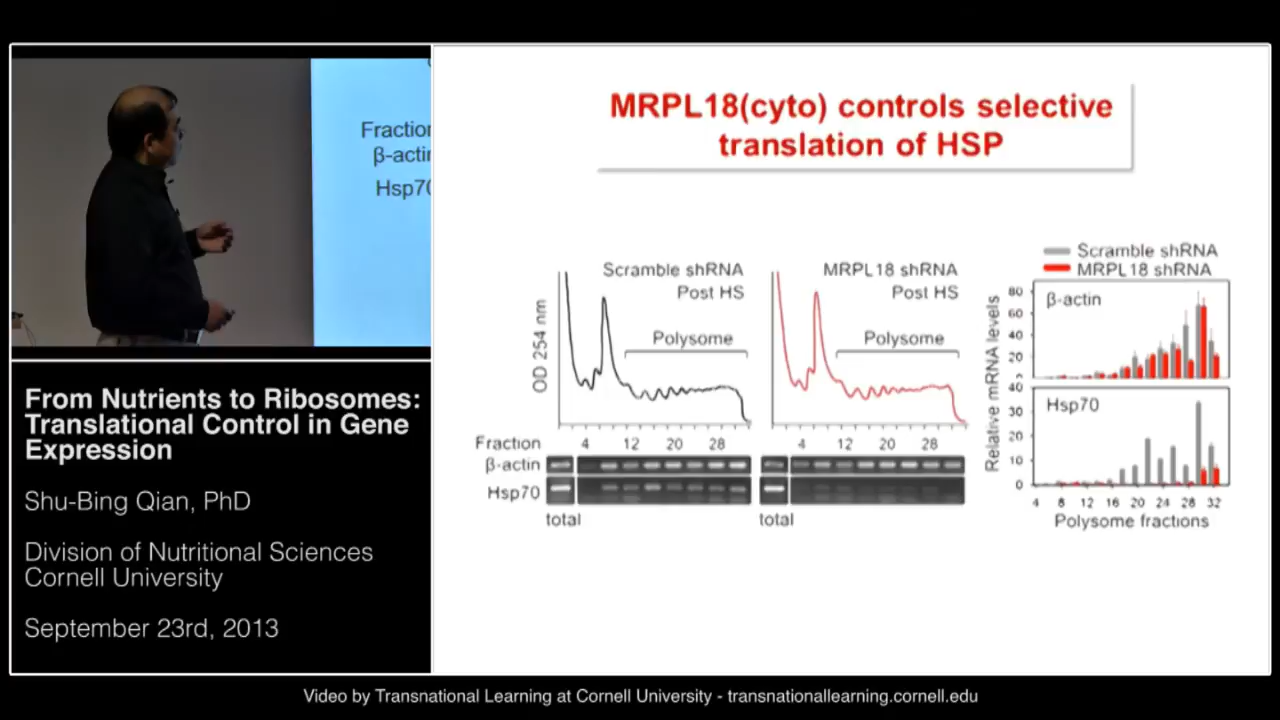 Fraction
β-actin
Hsp70
From Nutrients to Ribosomes:
Translational Control in Gene
Expression
Shu-Bing Qian, PhD
Division of Nutritional Sciences
Cornell University
September 23rd, 2013
MRPL18(cyto) controls selective
translation of HSP
OD 254 nm
Scramble shRNA
Post HS
Polysome
MRPL18 shRNA
Post HS
Polysome
Fraction 4 12 20 28 4 12 20 28
β-actin
Hsp70
total total
Scramble shRNA
MRPL18 shRNA
Relative mRNA levels
β-actin
80
60
40
20
0
Hsp70
40
30
20
10
0
4 8 12 16 20 24 28 32
Polysome fractions
Video by Transnational Learning at Cornell University - transnationallearning.cornell.edu